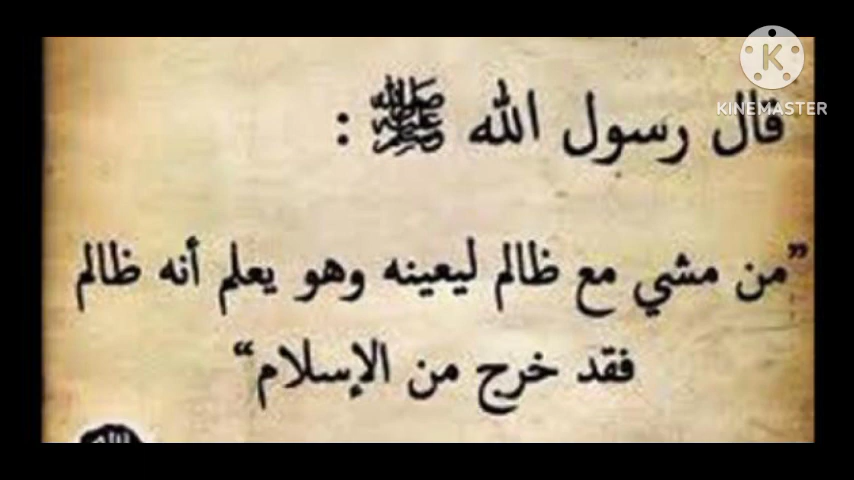 KINEMASTER
قال رسول الله ﷺ :
”من مشي مع ظالم ليعينه وهو يعلم أنه ظالم
فقد خرج من الإسلام“